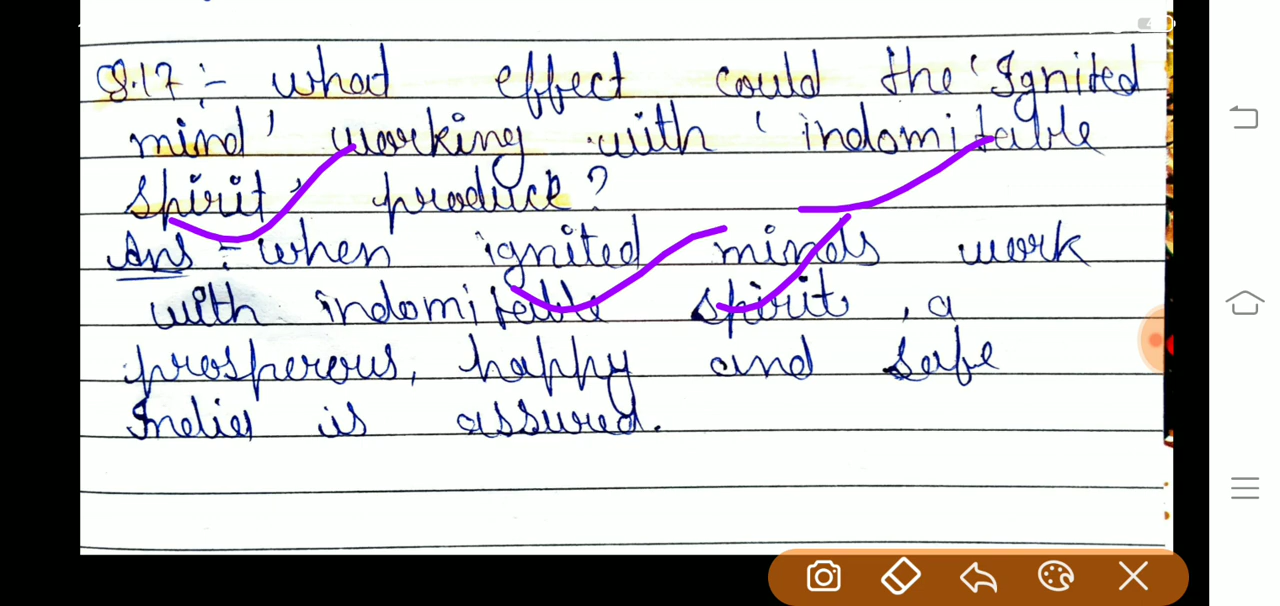 Q.17 :- what effect could the 'Ignited
mind' working with 'indomitable
spirit' produce?
Ans :- when ignited minds work
with indomitable spirit, a
prosperous, happy and safe
India is assured.